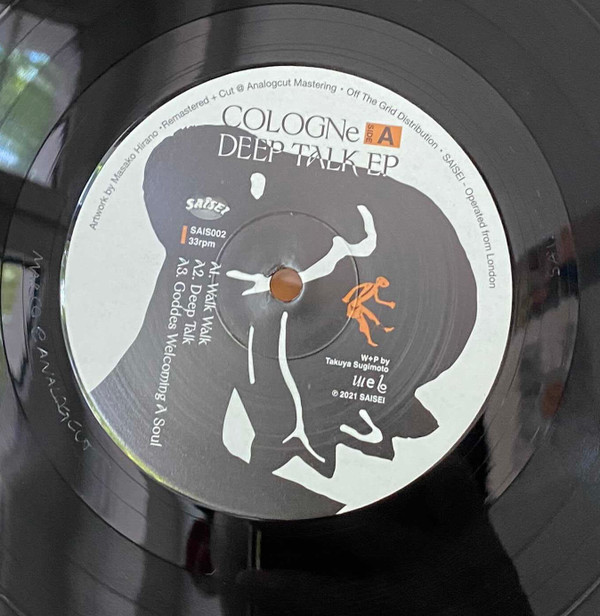 Artwork by Masako Hirano • Remastered + Cut @ Analogcut Mastering • Off The Grid Distribution • SAISEI - Operated from London
COLOGNe
SIDE A
DEEP TALK EP
SAISEI
SAIS002
33rpm
A1. Walk Walk
A2. Deep Talk
A3. Goddes Welcoming A Soul
W+P by
Takuya Sugimoto
℗ 2021 SAISEI